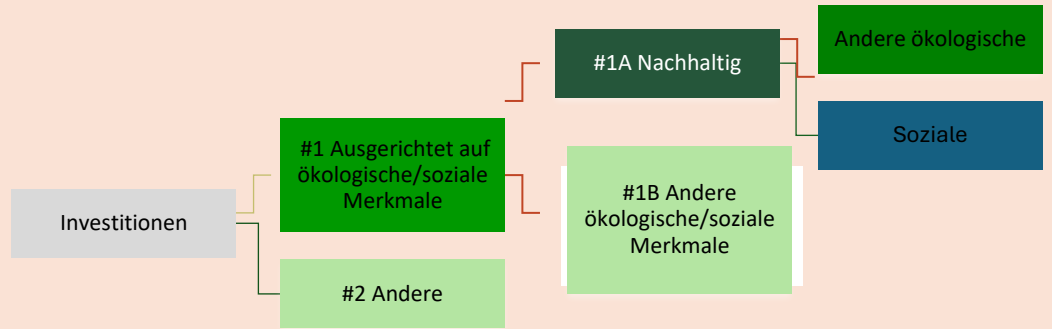 Investitionen
#1 Ausgerichtet auf
ökologische/soziale
Merkmale
#2 Andere
#1A Nachhaltig
#1B Andere
ökologische/soziale
Merkmale
Andere ökologische
Soziale